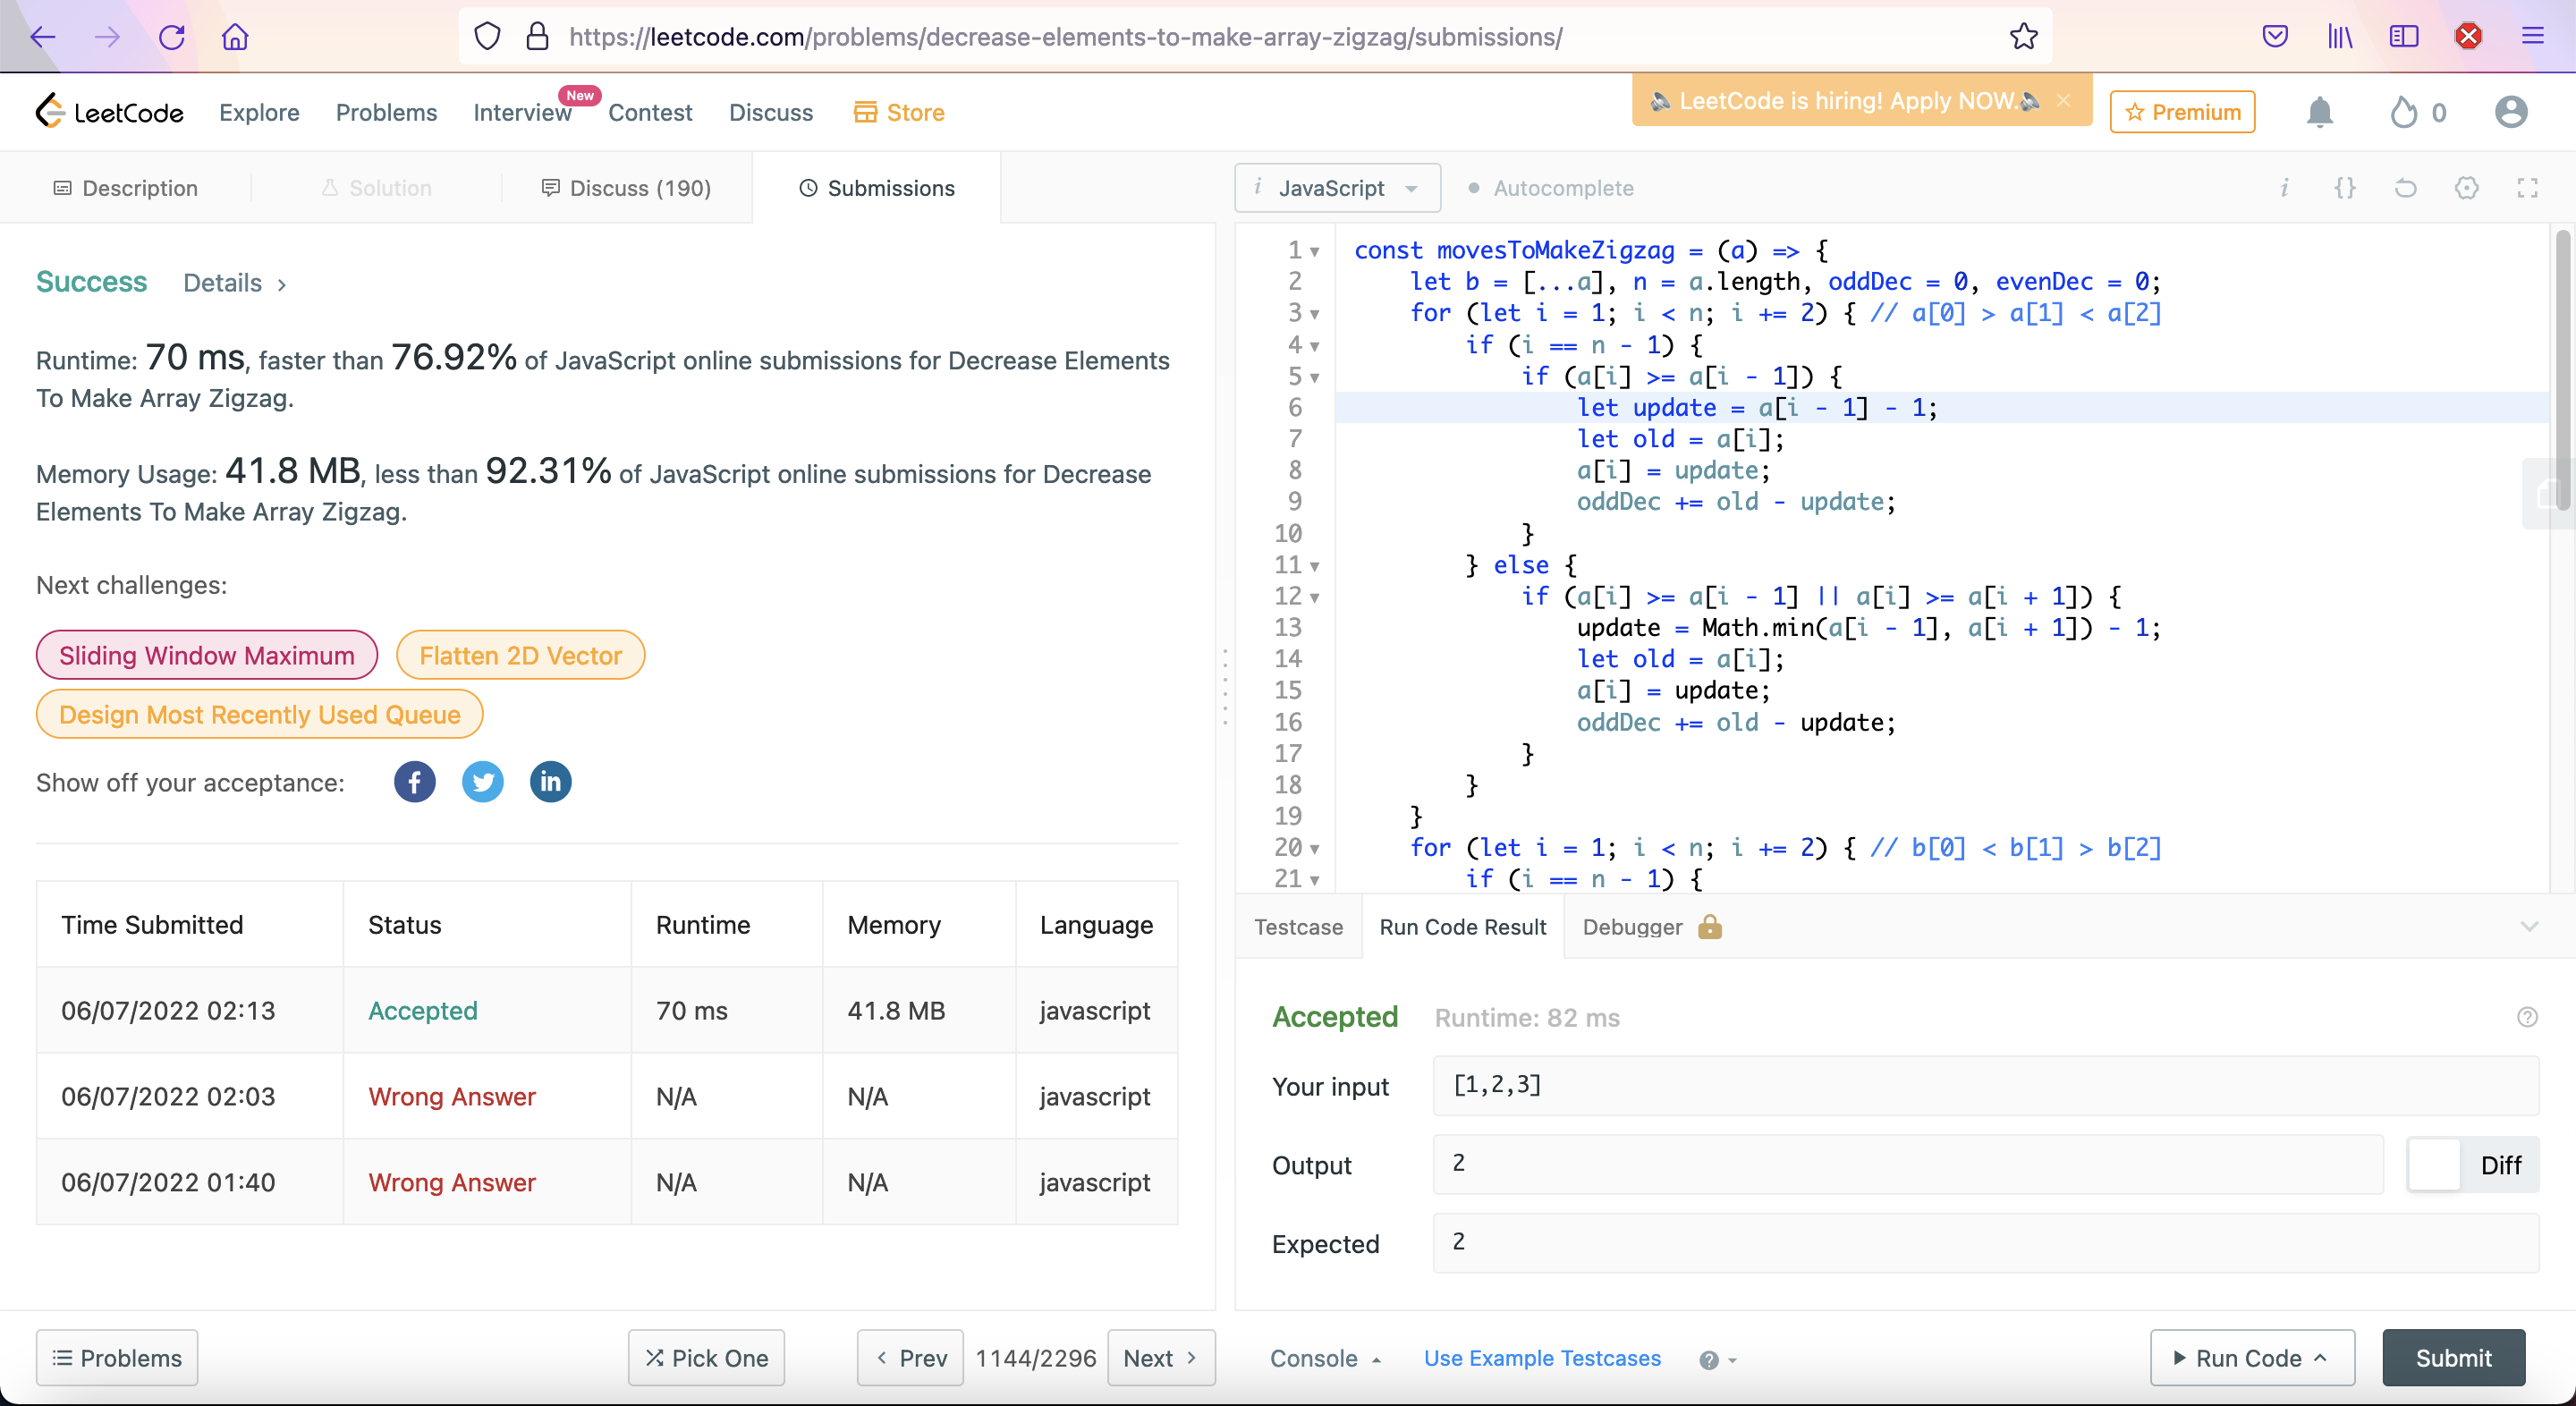 https://leetcode.com/problems/decrease-elements-to-make-array-zigzag/submissions/
LeetCode
Explore
Problems
Interview
New
Contest
Discuss
Store
🔈 LeetCode is hiring! Apply NOW.🔈
Premium
0
Description
Solution
Discuss (190)
Submissions
i JavaScript
Autocomplete
Success
Details >
Runtime: 70 ms, faster than 76.92% of JavaScript online submissions for Decrease Elements
To Make Array Zigzag.
Memory Usage: 41.8 MB, less than 92.31% of JavaScript online submissions for Decrease
Elements To Make Array Zigzag.
Next challenges:
Sliding Window Maximum
Flatten 2D Vector
Design Most Recently Used Queue
Show off your acceptance:
Time Submitted Status Runtime Memory Language
06/07/2022 02:13 Accepted 70 ms 41.8 MB javascript
06/07/2022 02:03 Wrong Answer N/A N/A javascript
06/07/2022 01:40 Wrong Answer N/A N/A javascript
1 const movesToMakeZigzag = (a) => {
2 let b = [...a], n = a.length, oddDec = 0, evenDec = 0;
3 for (let i = 1; i < n; i += 2) { // a[0] > a[1] < a[2]
4 if (i == n - 1) {
5 if (a[i] >= a[i - 1]) {
6 let update = a[i - 1] - 1;
7 let old = a[i];
8 a[i] = update;
9 oddDec += old - update;
10 }
11 } else {
12 if (a[i] >= a[i - 1] || a[i] >= a[i + 1]) {
13 update = Math.min(a[i - 1], a[i + 1]) - 1;
14 let old = a[i];
15 a[i] = update;
16 oddDec += old - update;
17 }
18 }
19 }
20 for (let i = 1; i < n; i += 2) { // b[0] < b[1] > b[2]
21 if (i == n - 1) {
Testcase
Run Code Result
Debugger
Accepted
Runtime: 82 ms
Your input
[1,2,3]
Output
2
Diff
Expected
2
Problems
Pick One
Prev
1144/2296
Next
Console
Use Example Testcases
Run Code
Submit